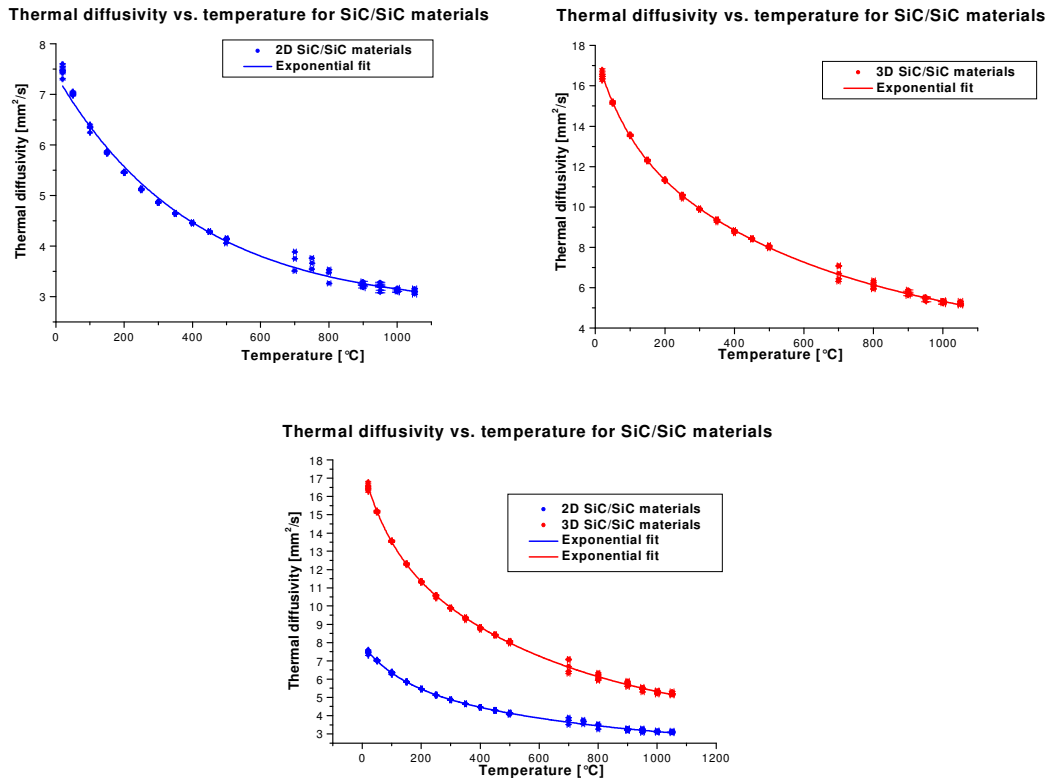 Thermal diffusivity vs. temperature for SiC/SiC materials
2D SiC/SiC materials
Exponential fit
Thermal diffusivity [mm²/s]
8
7
6
5
4
3
0 200 400 600 800 1000
Temperature [°C]
Thermal diffusivity vs. temperature for SiC/SiC materials
3D SiC/SiC materials
Exponential fit
Thermal diffusivity [mm²/s]
18
16
14
12
10
8
6
4
0 200 400 600 800 1000
Temperature [°C]
Thermal diffusivity vs. temperature for SiC/SiC materials
2D SiC/SiC materials
3D SiC/SiC materials
Exponential fit
Exponential fit
Thermal diffusivity [mm²/s]
18
17
16
15
14
13
12
11
10
9
8
7
6
5
4
3
0 200 400 600 800 1000 1200
Temperature [°C]